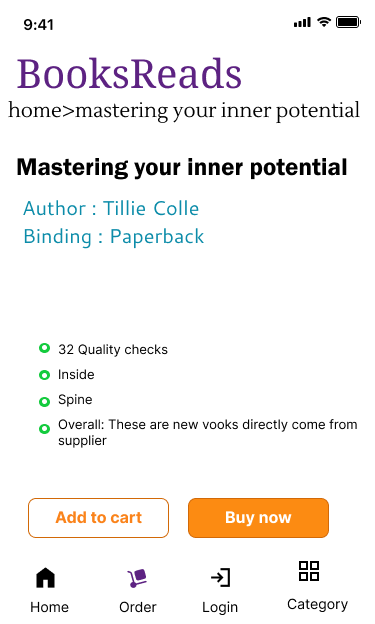 9:41
BooksReads
home>mastering your inner potential
Mastering your inner potential
Author : Tillie Colle
Binding : Paperback
32 Quality checks
Inside
Spine
Overall: These are new vooks directly come from
supplier
Add to cart
Buy now
Home
Order
Login
Category